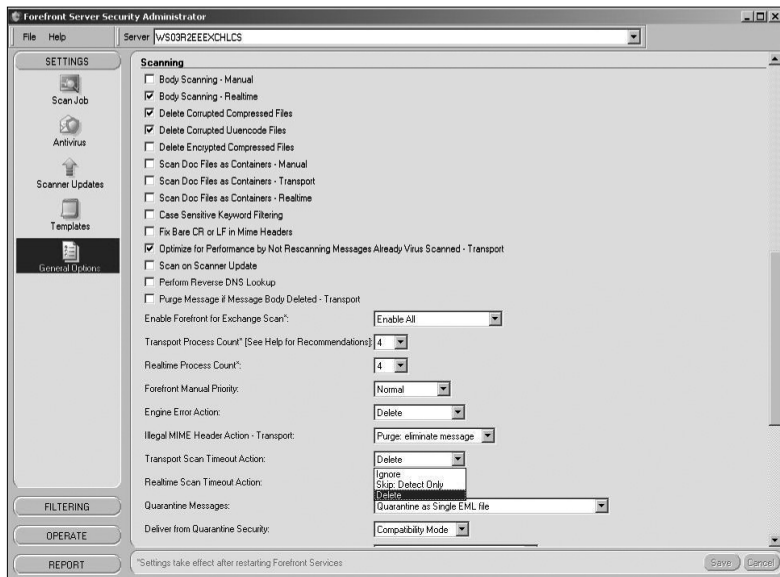 Forefront Server Security Administrator
File Help
Server WS03R2EEEXCHLCS
SETTINGS
Scan Job
Antivirus
Scanner Updates
Templates
General Options
FILTERING
OPERATE
REPORT
Scanning
Body Scanning - Manual
Body Scanning - Realtime
Delete Corrupted Compressed Files
Delete Corrupted Uuencode Files
Delete Encrypted Compressed Files
Scan Doc Files as Containers - Manual
Scan Doc Files as Containers - Transport
Scan Doc Files as Containers - Realtime
Case Sensitive Keyword Filtering
Fix Bare CR or LF in Mime Headers
Optimize for Performance by Not Rescanning Messages Already Virus Scanned - Transport
Scan on Scanner Update
Perform Reverse DNS Lookup
Purge Message if Message Body Deleted - Transport
Enable Forefront for Exchange Scan*: Enable All
Transport Process Count* [See Help for Recommendations]: 4
Realtime Process Count*: 4
Forefront Manual Priority: Normal
Engine Error Action: Delete
Illegal MIME Header Action - Transport: Purge: eliminate message
Transport Scan Timeout Action: Delete
Ignore
Skip: Detect Only
Delete
Realtime Scan Timeout Action:
Quarantine Messages: Quarantine as Single EML file
Deliver from Quarantine Security: Compatibility Mode
*Settings take effect after restarting Forefront Services
Save Cancel